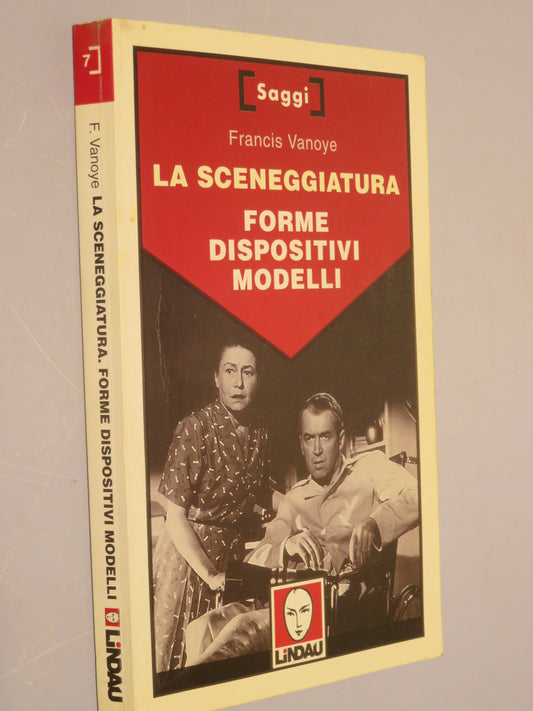 7]
F. Vanoye LA SCENEGGIATURA. FORME DISPOSITIVI MODELLI LiNDAU
[Saggi]
Francis Vanoye
LA SCENEGGIATURA
FORME
DISPOSITIVI
MODELLI
LiNDAU